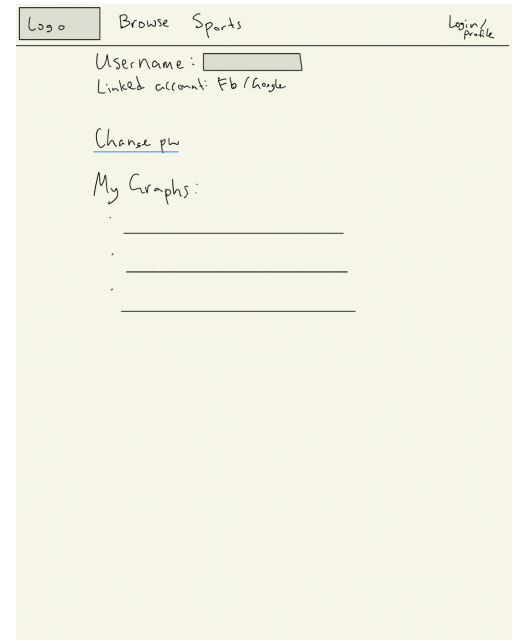 Logo Browse Sports Login/
Profile
Username:
Linked account: Fb/Google
Change pw
My Graphs: